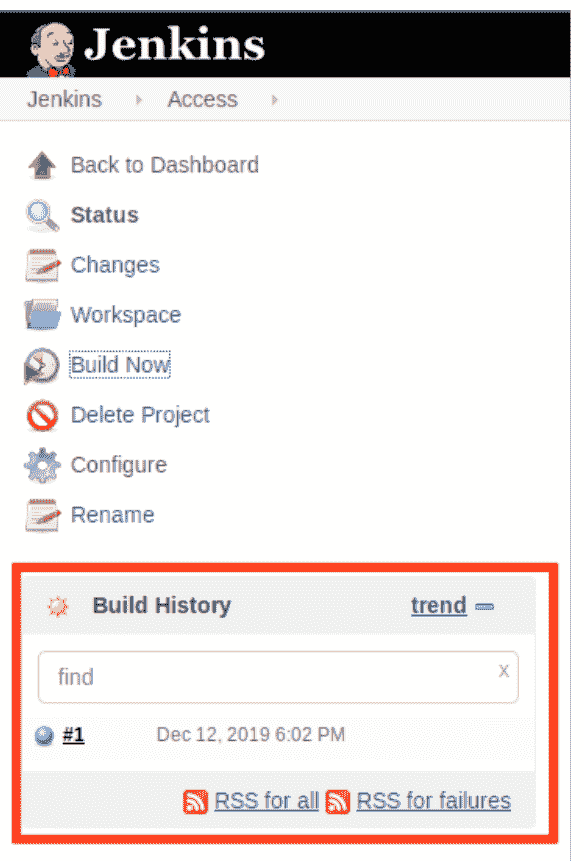 Jenkins
Jenkins Access
Back to Dashboard
Status
Changes
Workspace
Build Now
Delete Project
Configure
Rename
Build History trend
find x
#1 Dec 12, 2019 6:02 PM
RSS for all RSS for failures